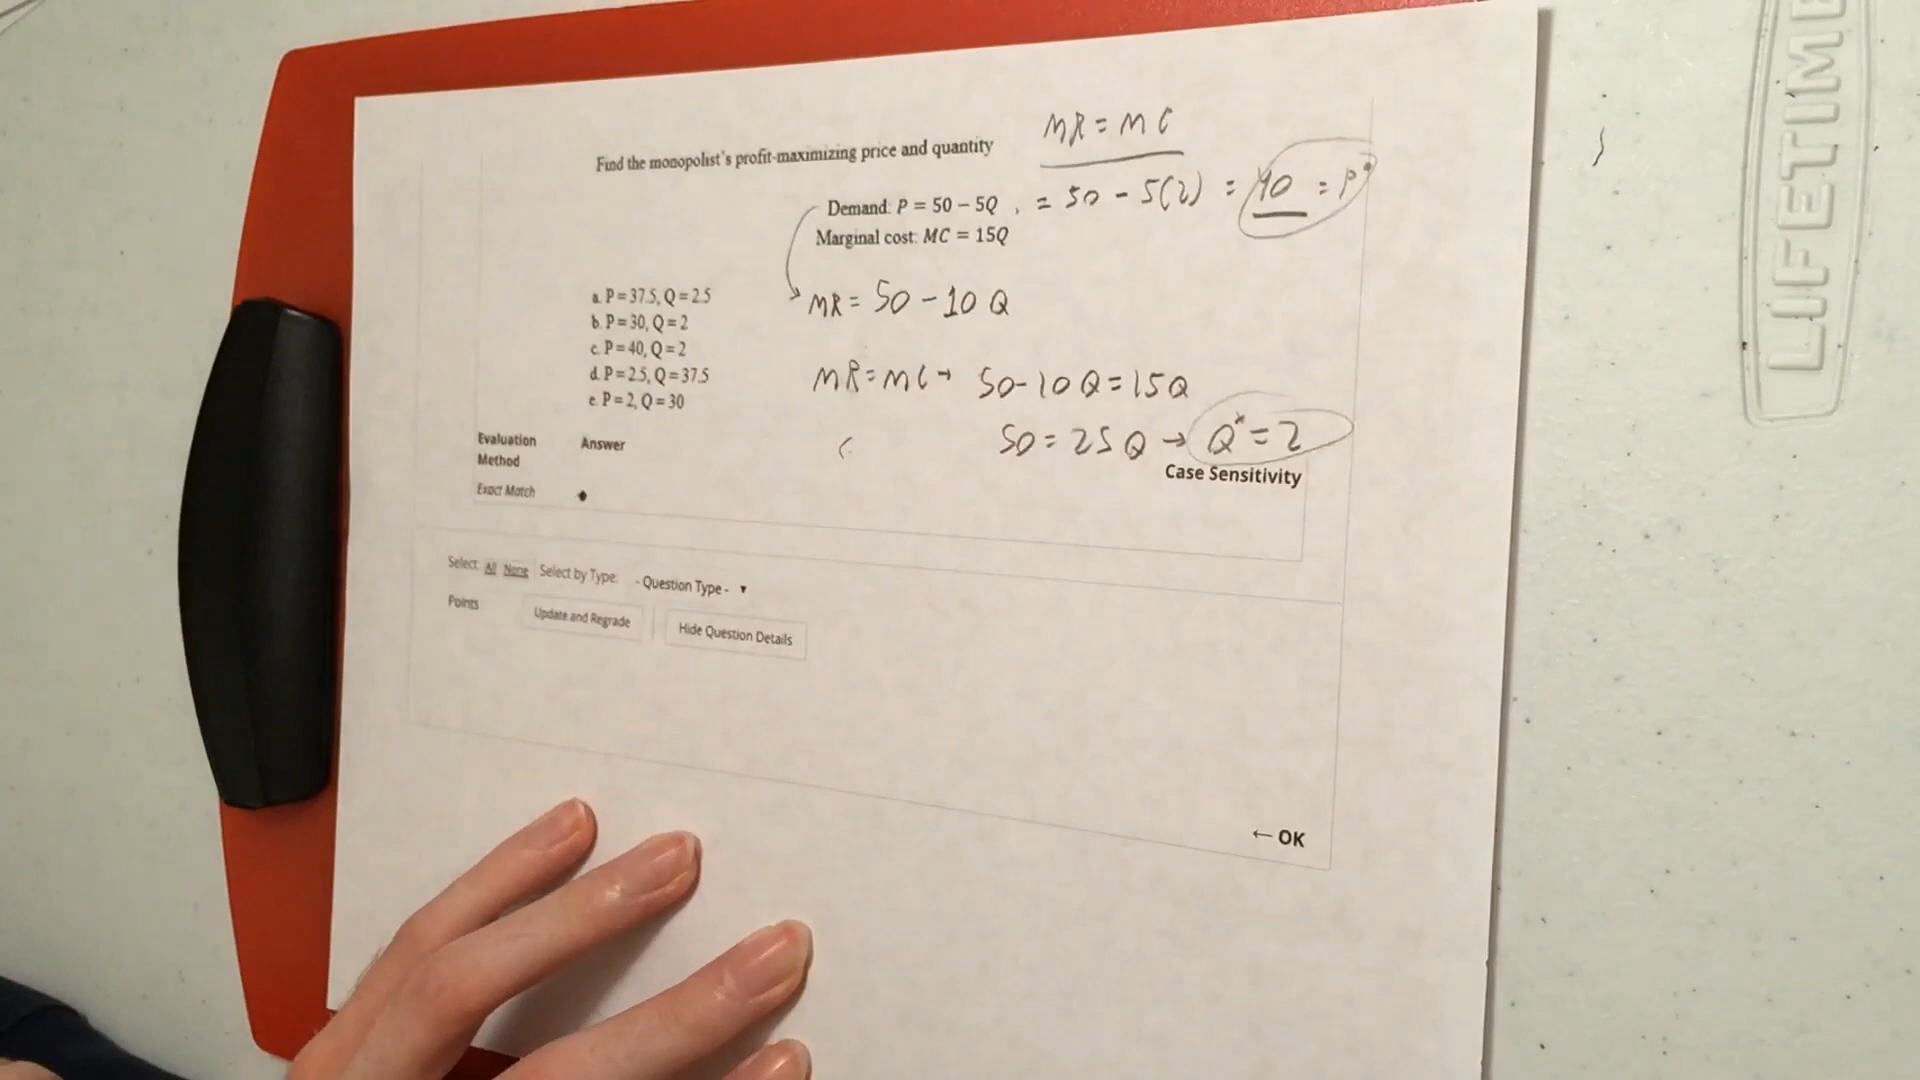 MR = MC
Find the monopolist's profit-maximizing price and quantity
Demand: P = 50 – 5Q , = 50 - 5(2) = 40 = P*
Marginal cost: MC = 15Q
MR = 50 - 10 Q
a. P = 37.5, Q = 2.5
b. P = 30, Q = 2
c. P = 40, Q = 2
d. P = 2.5, Q = 37.5
e. P = 2, Q = 30
MR = MC → 50 - 10 Q = 15 Q
50 = 25 Q → Q* = 2
Evaluation Method
Answer
Case Sensitivity
Exact Match
Select: All None Select by Type: - Question Type - ▼
Points Update and Regrade Hide Question Details
← OK
LIFETIME